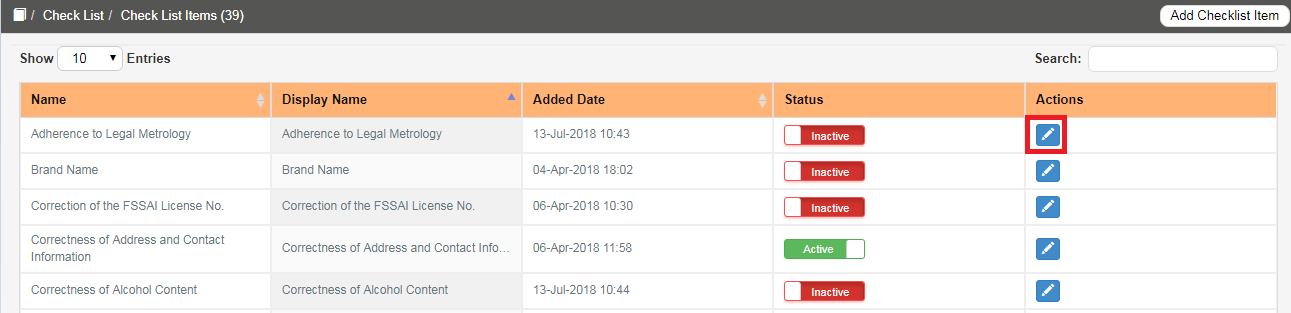 / Check List / Check List Items (39) Add Checklist Item
Show 10 Entries Search:
Name Display Name Added Date Status Actions
Adherence to Legal Metrology Adherence to Legal Metrology 13-Jul-2018 10:43 Inactive
Brand Name Brand Name 04-Apr-2018 18:02 Inactive
Correction of the FSSAI License No. Correction of the FSSAI License No. 06-Apr-2018 10:30 Inactive
Correctness of Address and Contact
Information Correctness of Address and Contact Info... 06-Apr-2018 11:58 Active
Correctness of Alcohol Content Correctness of Alcohol Content 13-Jul-2018 10:44 Inactive